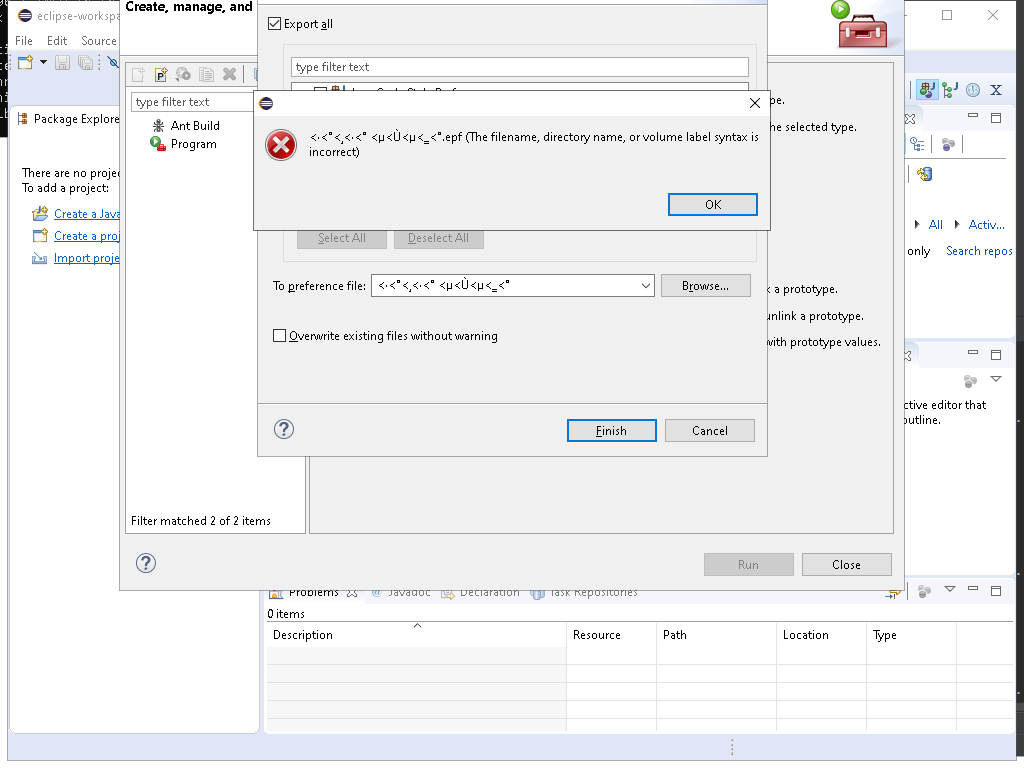 Create, manage, and
eclipse-workspa
File Edit Source
Export all
type filter text
type filter text
Package Explore
Ant Build
Program
ype.
he selected type.
.epf (The filename, directory name, or volume label syntax is
incorrect)
OK
There are no proje
To add a project:
Create a Java
Create a proj
Import proje
Select All Deselect All
All Activ...
only Search repos
To preference file:
Browse...
k a prototype.
unlink a prototype.
with prototype values.
Overwrite existing files without warning
ctive editor that
outline.
Finish Cancel
Filter matched 2 of 2 items
Run Close
Problems @ Javadoc Declaration Task Repositories
0 items
Description Resource Path Location Type